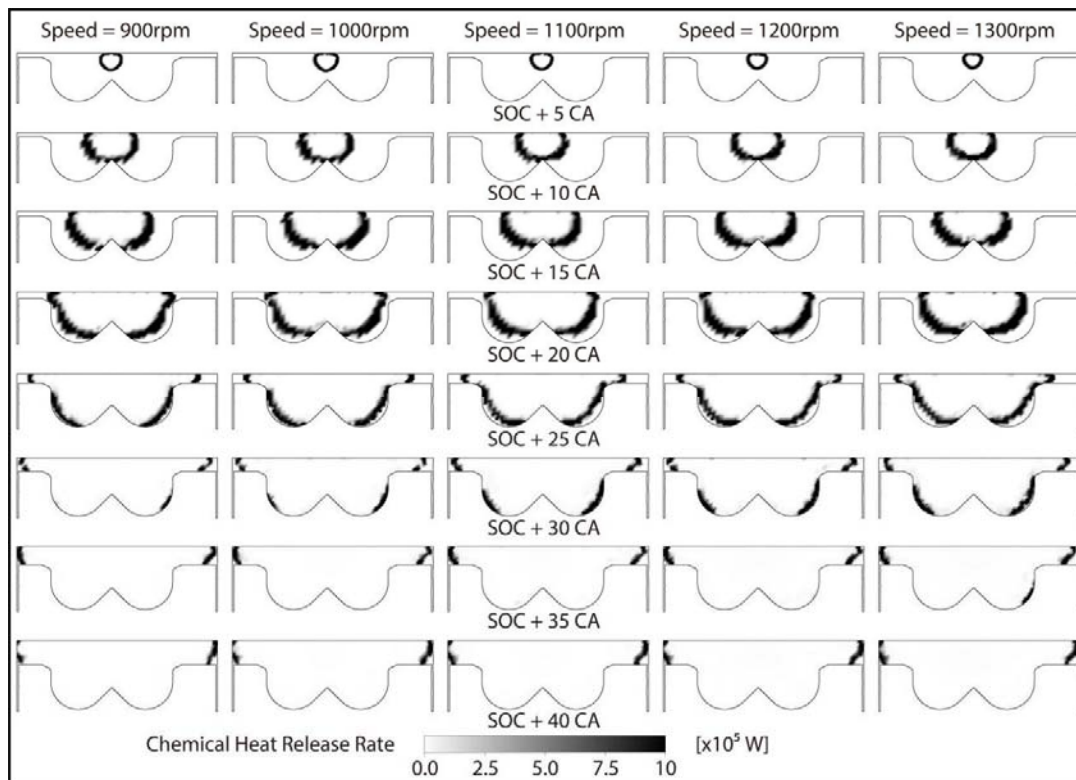 Speed = 900rpm Speed = 1000rpm Speed = 1100rpm Speed = 1200rpm Speed = 1300rpm
SOC + 5 CA
SOC + 10 CA
SOC + 15 CA
SOC + 20 CA
SOC + 25 CA
SOC + 30 CA
SOC + 35 CA
SOC + 40 CA
Chemical Heat Release Rate [x10⁵ W]
0.0 2.5 5.0 7.5 10